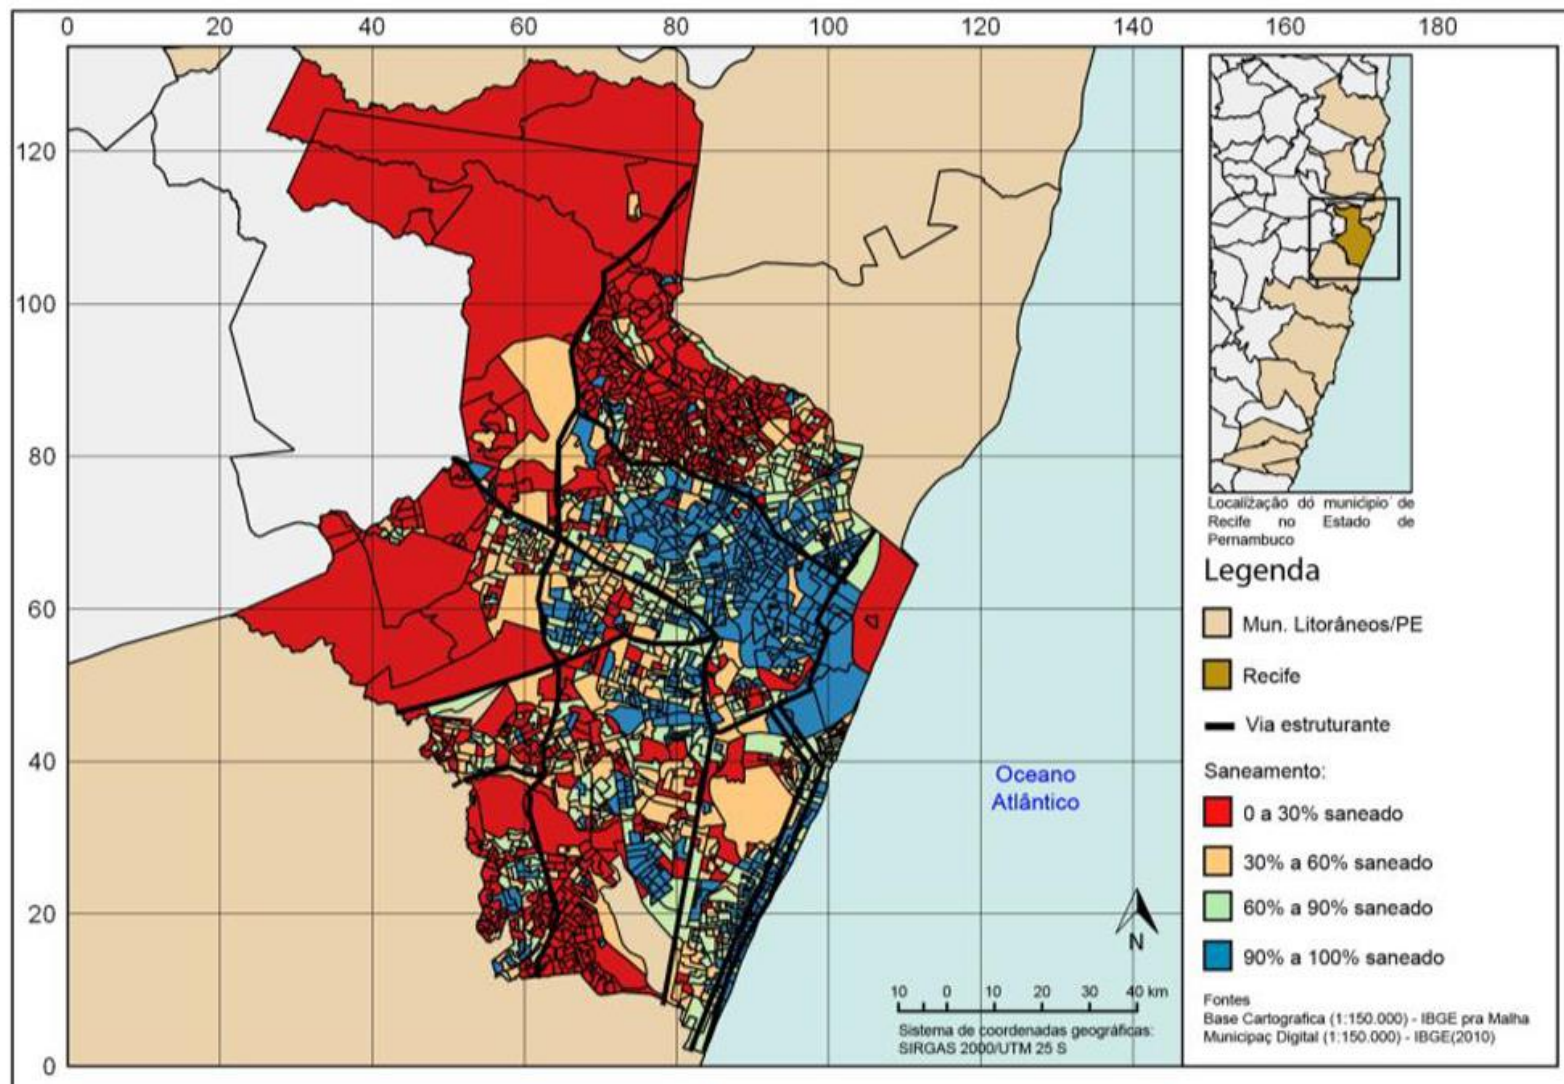 0 20 40 60 80 100 120 140 160 180
120
100
80
60
40
20
0
Localização do município de
Recife no Estado de
Pernambuco
Legenda
Mun. Litorâneos/PE
Recife
Via estruturante
Saneamento:
0 a 30% saneado
30% a 60% saneado
60% a 90% saneado
90% a 100% saneado
Fontes
Base Cartografica (1:150.000) - IBGE pra Malha
Municipaç Digital (1:150.000) - IBGE(2010)
Oceano
Atlântico
N
10 0 10 20 30 40 km
Sistema de coordenadas geográficas:
SIRGAS 2000/UTM 25 S